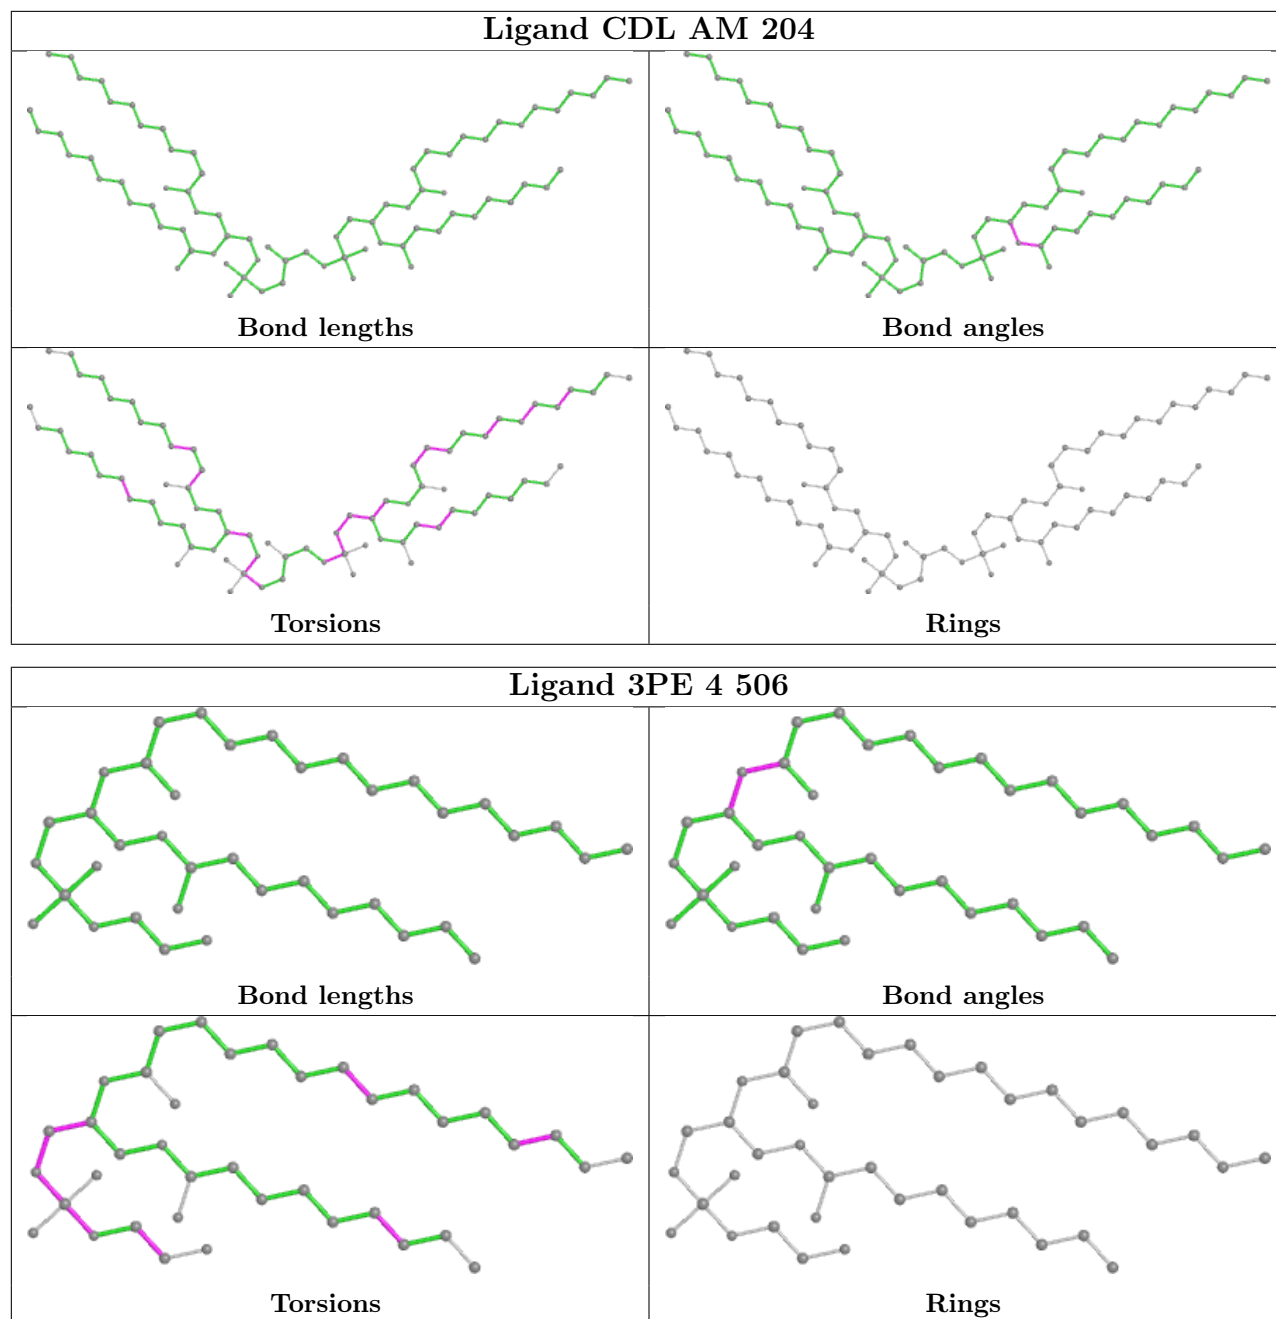 Ligand CDL AM 204
Bond lengths
Bond angles
Torsions
Rings
Ligand 3PE 4 506
Bond lengths
Bond angles
Torsions
Rings